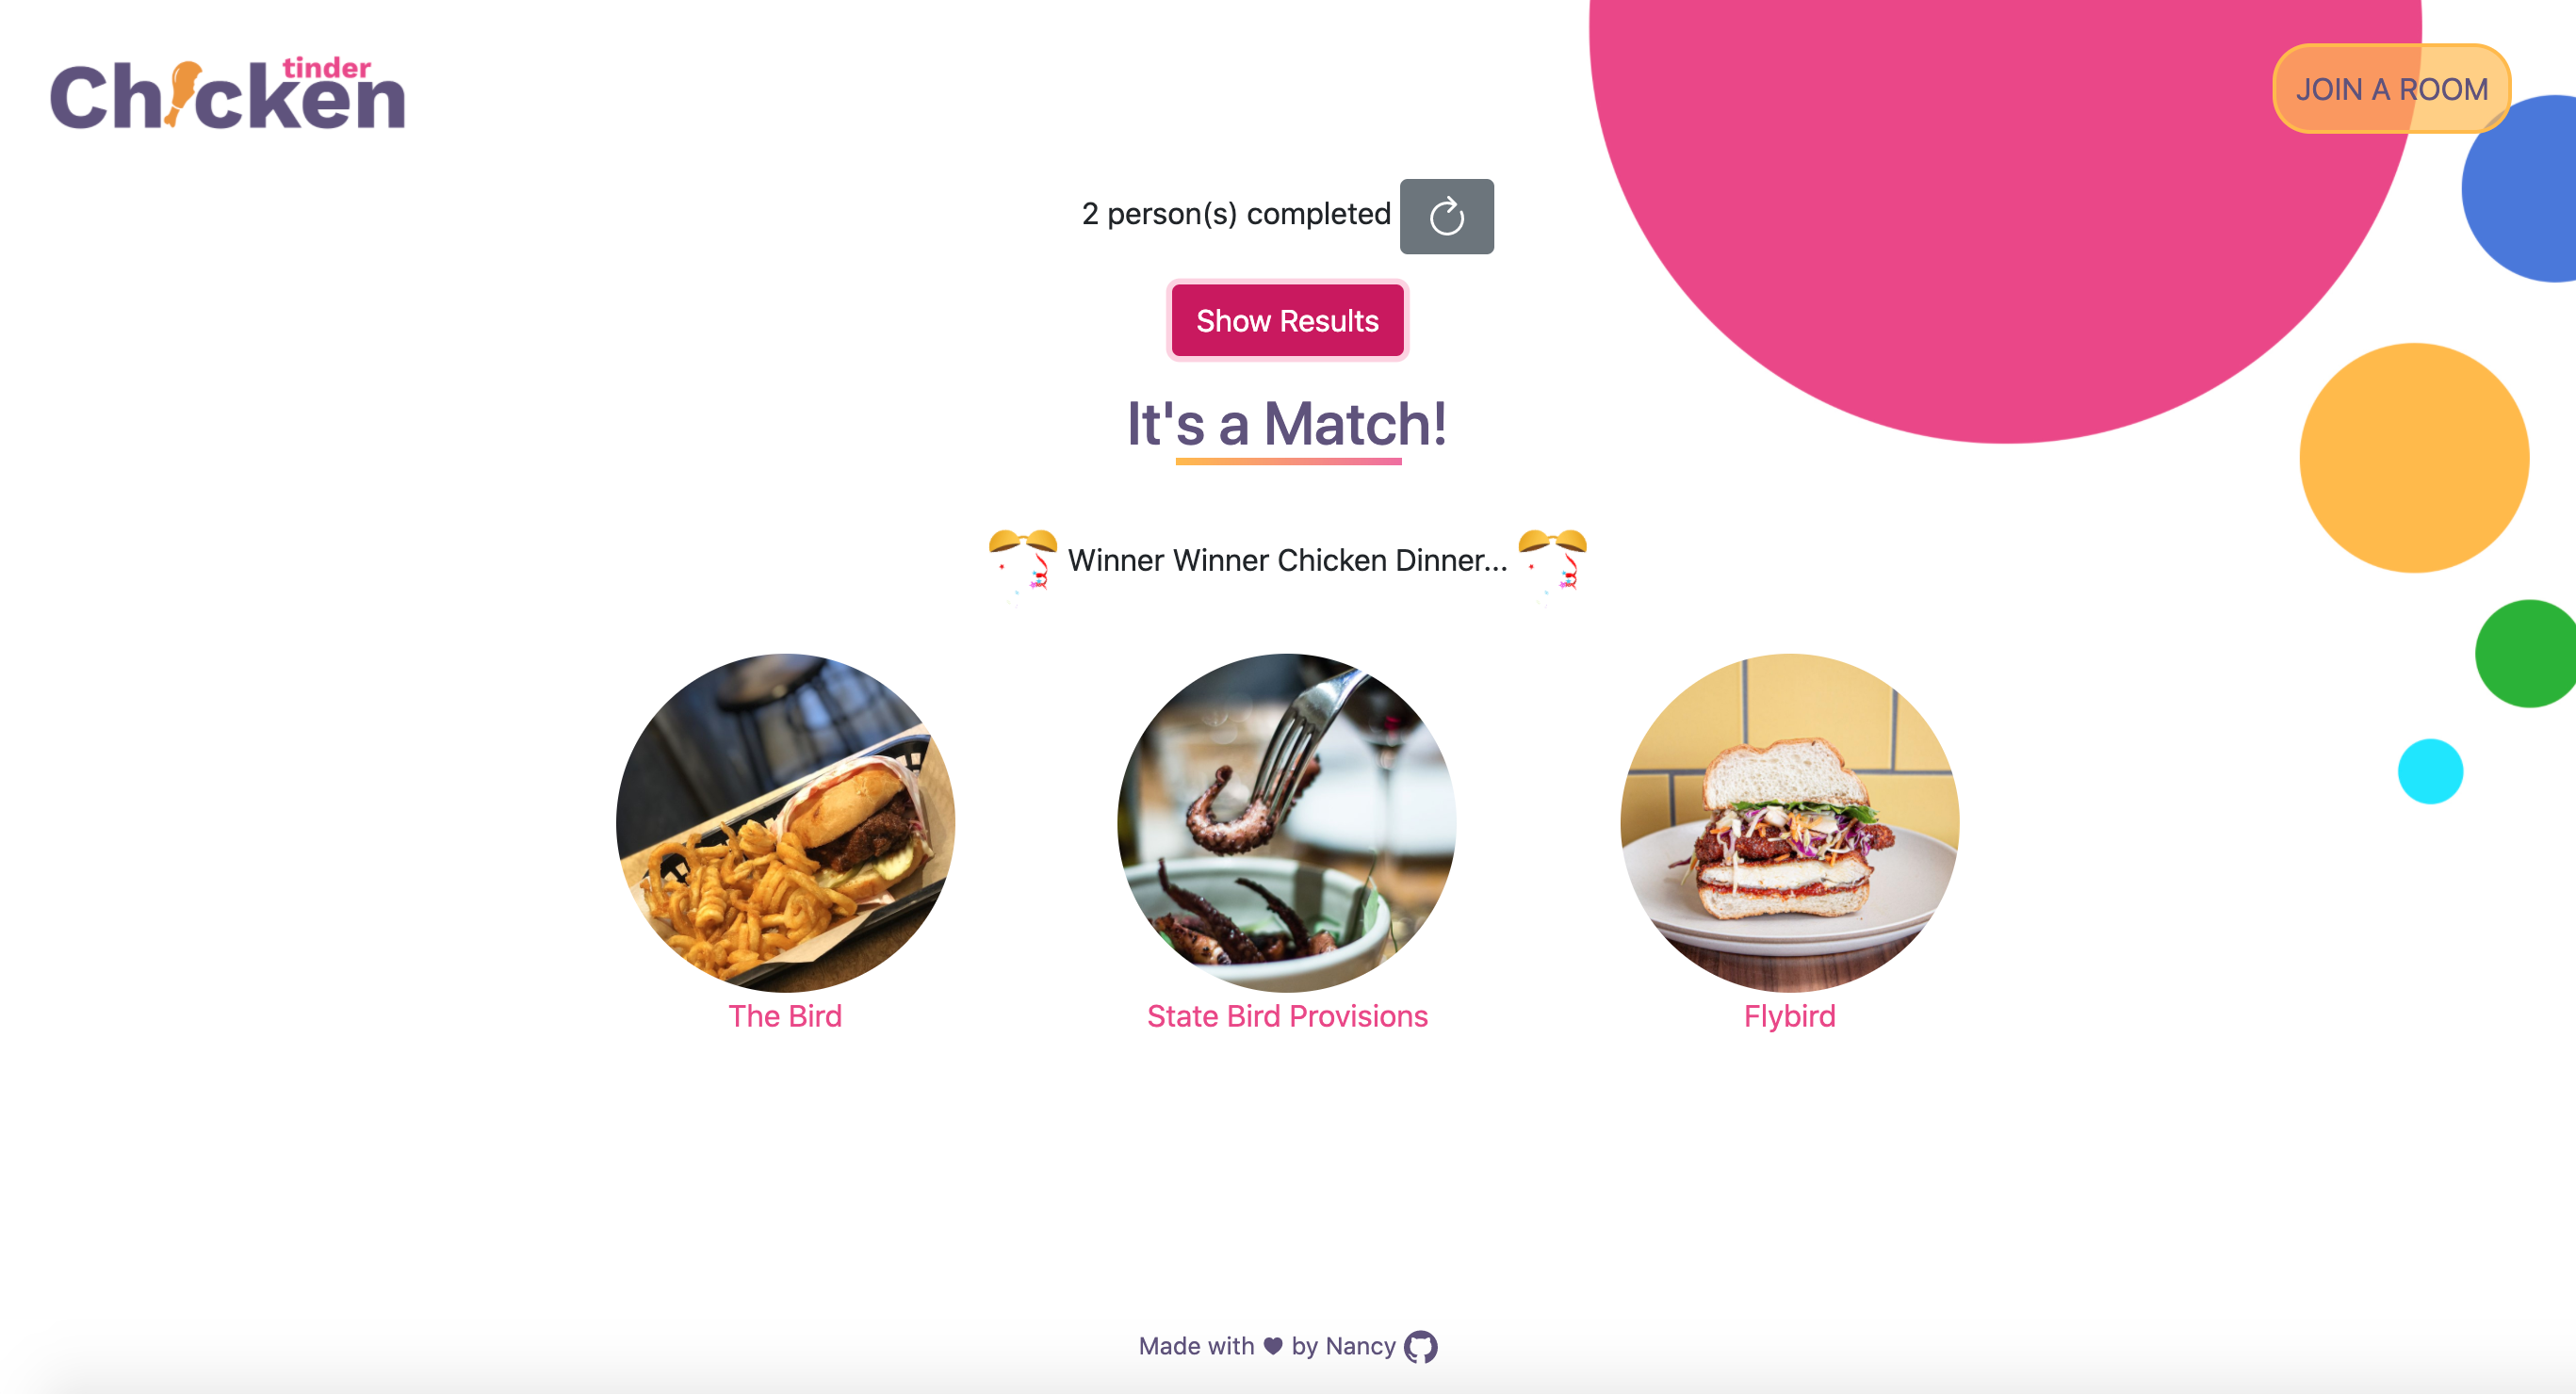 Chicken
tinder
JOIN A ROOM
2 person(s) completed
Show Results
It's a Match!
Winner Winner Chicken Dinner...
The Bird
State Bird Provisions
Flybird
Made with ♥ by Nancy